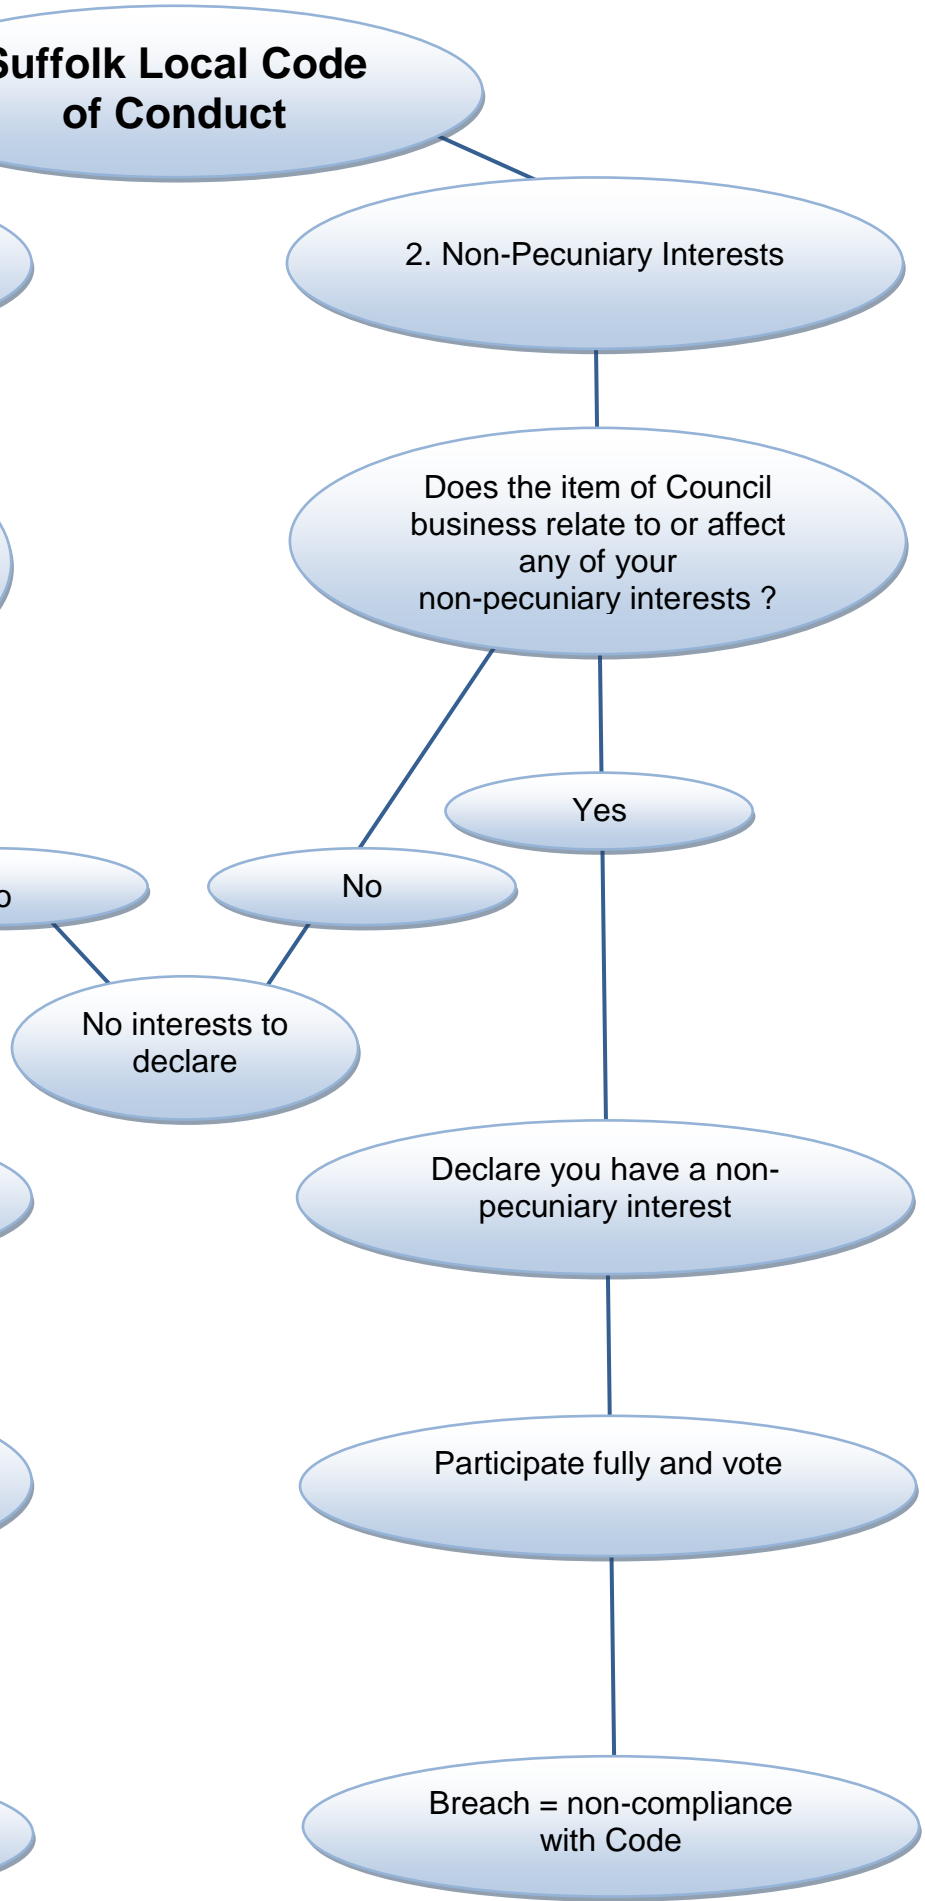 Suffolk Local Code
of Conduct
2. Non-Pecuniary Interests
Does the item of Council
business relate to or affect
any of your
non-pecuniary interests ?
Yes
No
No interests to
declare
Declare you have a non-
pecuniary interest
Participate fully and vote
Breach = non-compliance
with Code